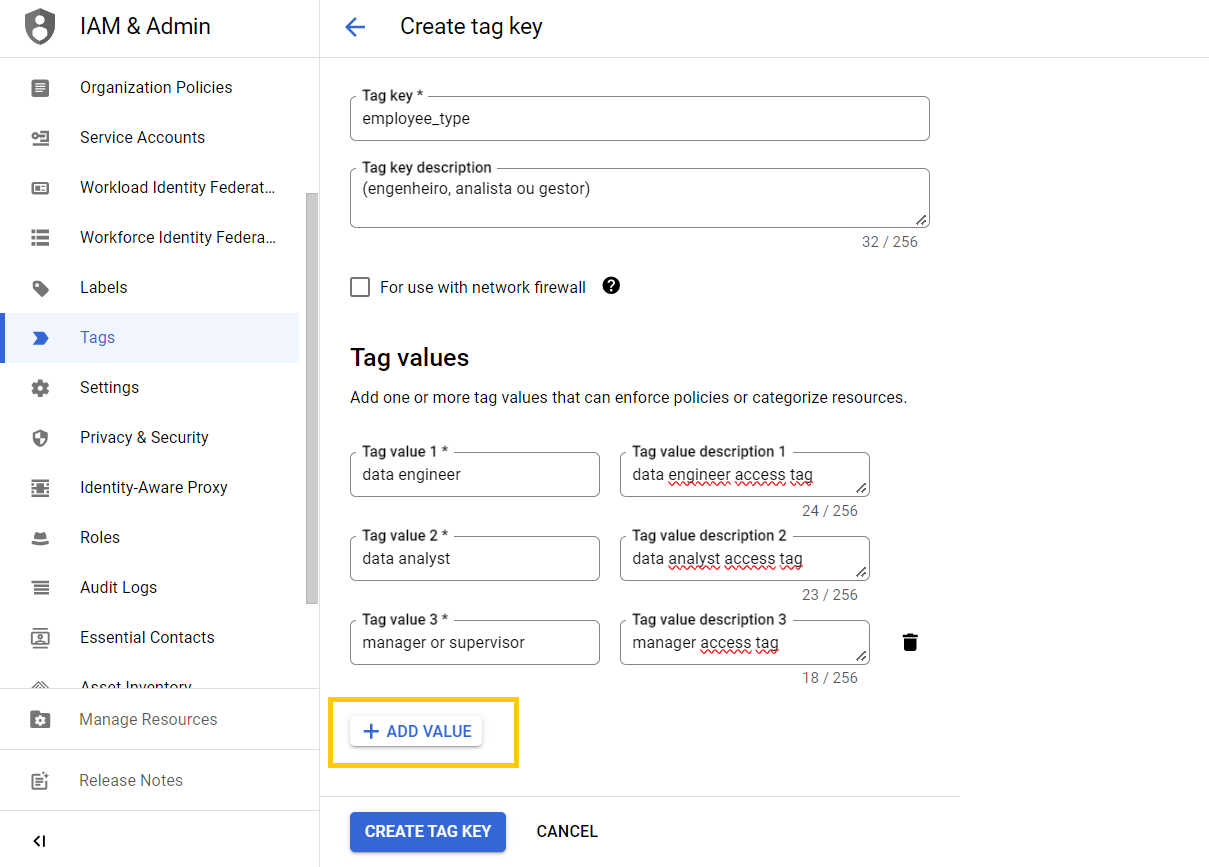 IAM & Admin
Organization Policies
Service Accounts
Workload Identity Federat...
Workforce Identity Federa...
Labels
Tags
Settings
Privacy & Security
Identity-Aware Proxy
Roles
Audit Logs
Essential Contacts
Asset Inventory
Manage Resources
Release Notes
Create tag key
Tag key *
employee_type
Tag key description
(engenheiro, analista ou gestor)
32 / 256
For use with network firewall
Tag values
Add one or more tag values that can enforce policies or categorize resources.
Tag value 1 *
data engineer
Tag value description 1
data engineer access tag
24 / 256
Tag value 2 *
data analyst
Tag value description 2
data analyst access tag
23 / 256
Tag value 3 *
manager or supervisor
Tag value description 3
manager access tag
18 / 256
+ ADD VALUE
CREATE TAG KEY
CANCEL